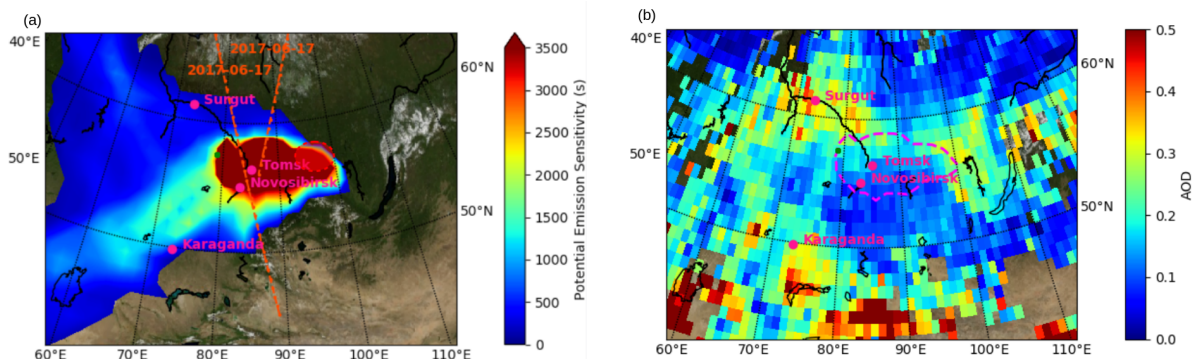 (a)
40°E
50°E
60°N
50°N
60°E
70°E
80°E
90°E
100°E
110°E
2017-06-17
2017-06-17
Surgut
Tomsk
Novosibirsk
Karaganda
3500
3000
2500
2000
1500
1000
500
0
Potential Emission Sensitivity (s)
(b)
40°E
50°E
60°N
50°N
60°E
70°E
80°E
90°E
100°E
110°E
Surgut
Tomsk
Novosibirsk
Karaganda
0.5
0.4
0.3
0.2
0.1
0.0
AOD